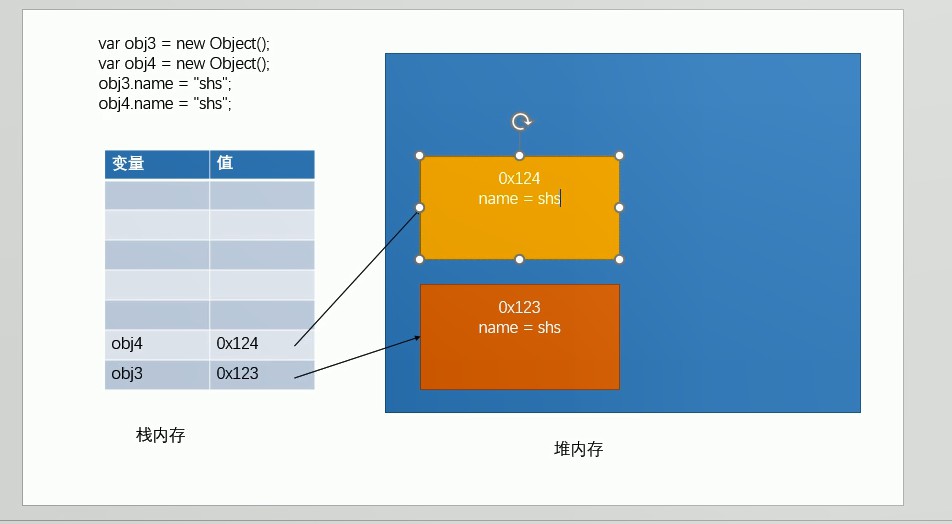 var obj3 = new Object();
var obj4 = new Object();
obj3.name = "shs";
obj4.name = "shs";
变量 值
obj4 0x124
obj3 0x123
栈内存
0x124
name = shs
0x123
name = shs
堆内存